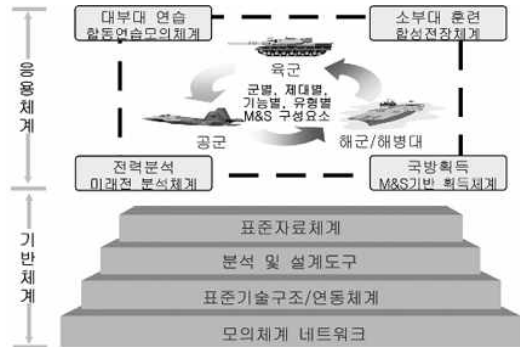 대부대 연습
합동연습모의체계
소부대 훈련
합성전장체계
응용체계
육군
군별, 제대별,
기능별, 유형별
M&S 구성요소
공군
해군/해병대
전력분석
미래전 분석체계
국방획득
M&S기반 획득체계
기반체계
표준자료체계
분석 및 설계도구
표준기술구조/연동체계
모의체계 네트워크